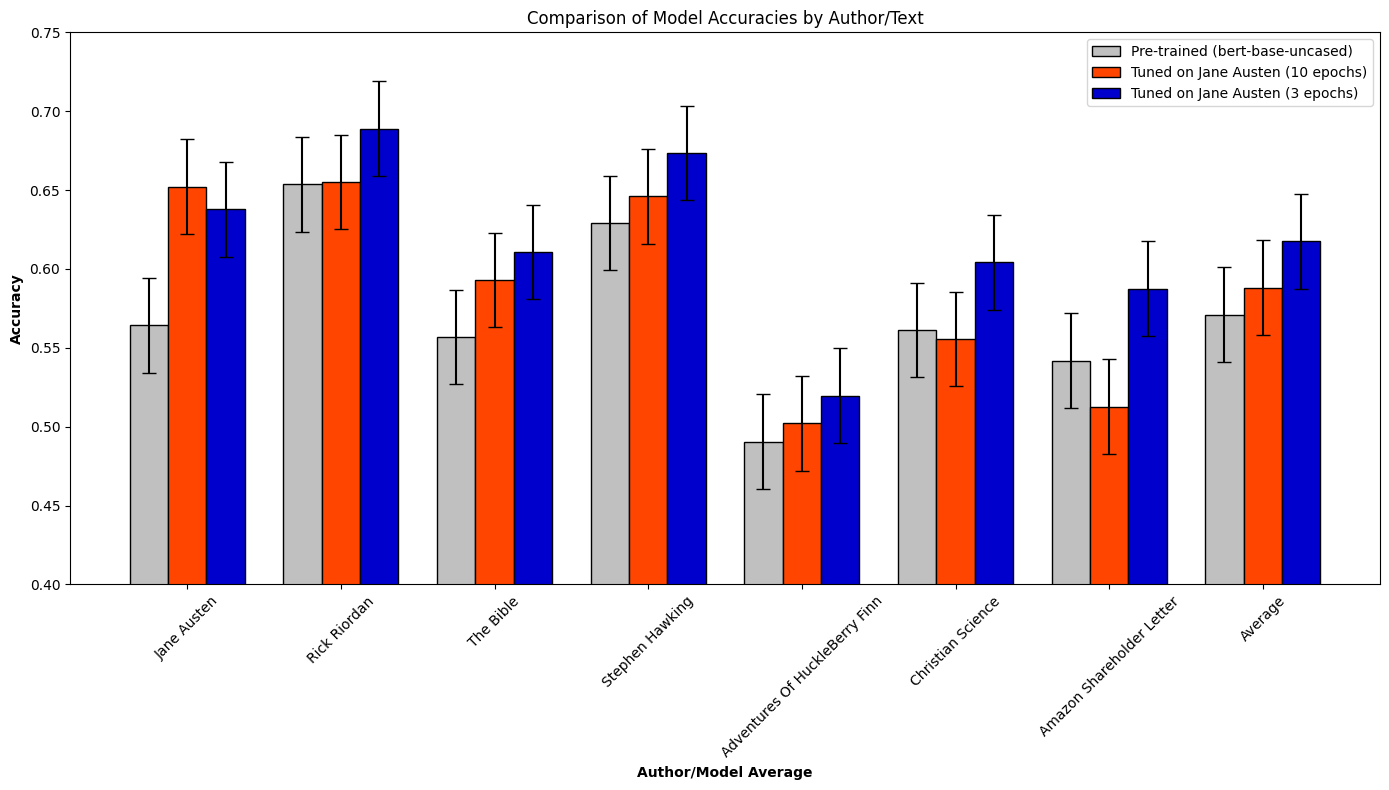 Comparison of Model Accuracies by Author/Text
Pre-trained (bert-base-uncased)
Tuned on Jane Austen (10 epochs)
Tuned on Jane Austen (3 epochs)
Accuracy
0.75
0.70
0.65
0.60
0.55
0.50
0.45
0.40
Jane Austen
Rick Riordan
The Bible
Stephen Hawking
Adventures Of HuckleBerry Finn
Christian Science
Amazon Shareholder Letter
Average
Author/Model Average